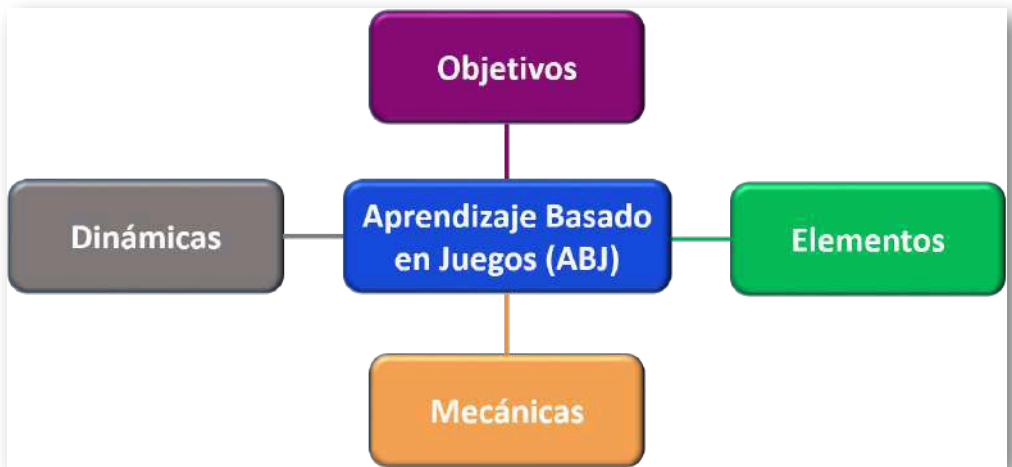 Objetivos
Dinámicas
Aprendizaje Basado
en Juegos (ABJ)
Elementos
Mecánicas